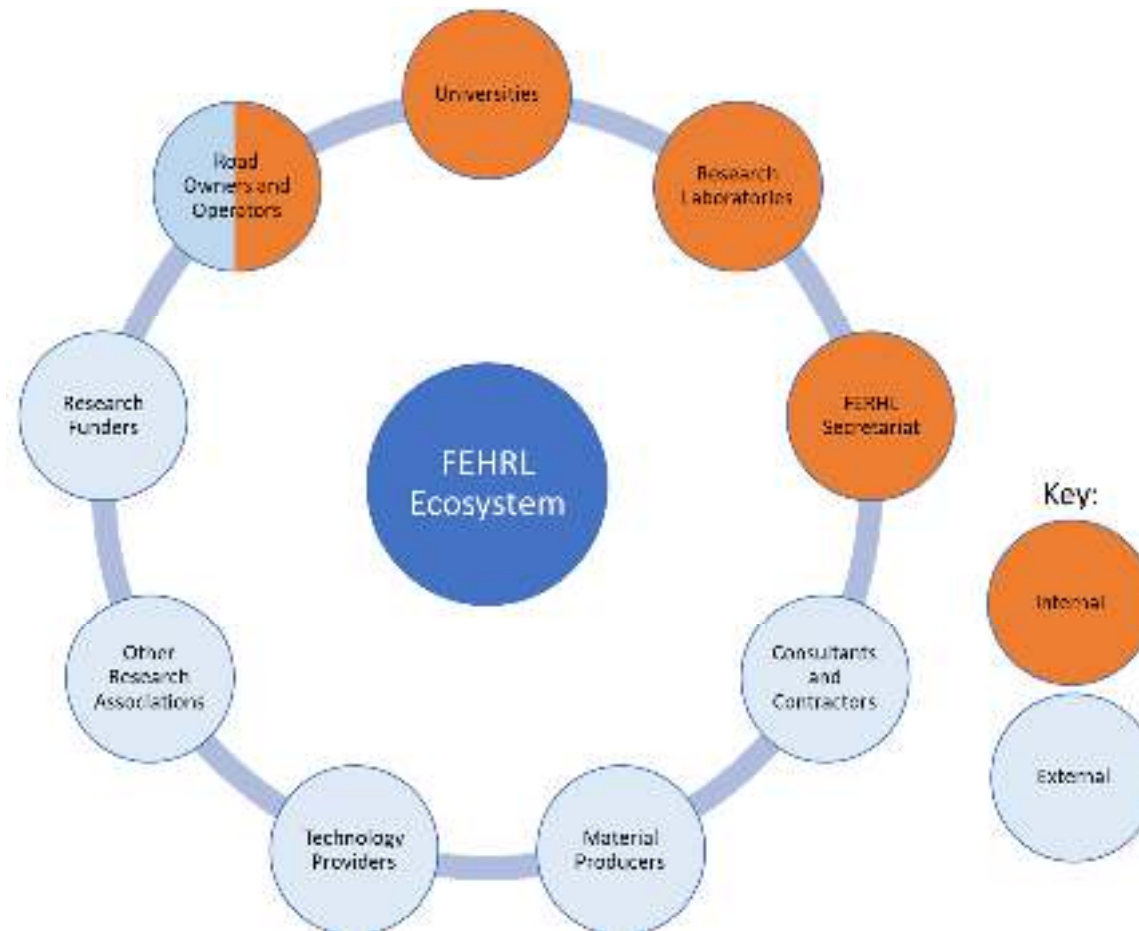 Universities
Road
Owners and
Operators
Research
Laboratories
Research
Funders
FEHRL
Ecosystem
FERHL
Secretariat
Key:
Internal
Other
Research
Associations
Consultants
and
Contractors
External
Technology
Providers
Material
Producers